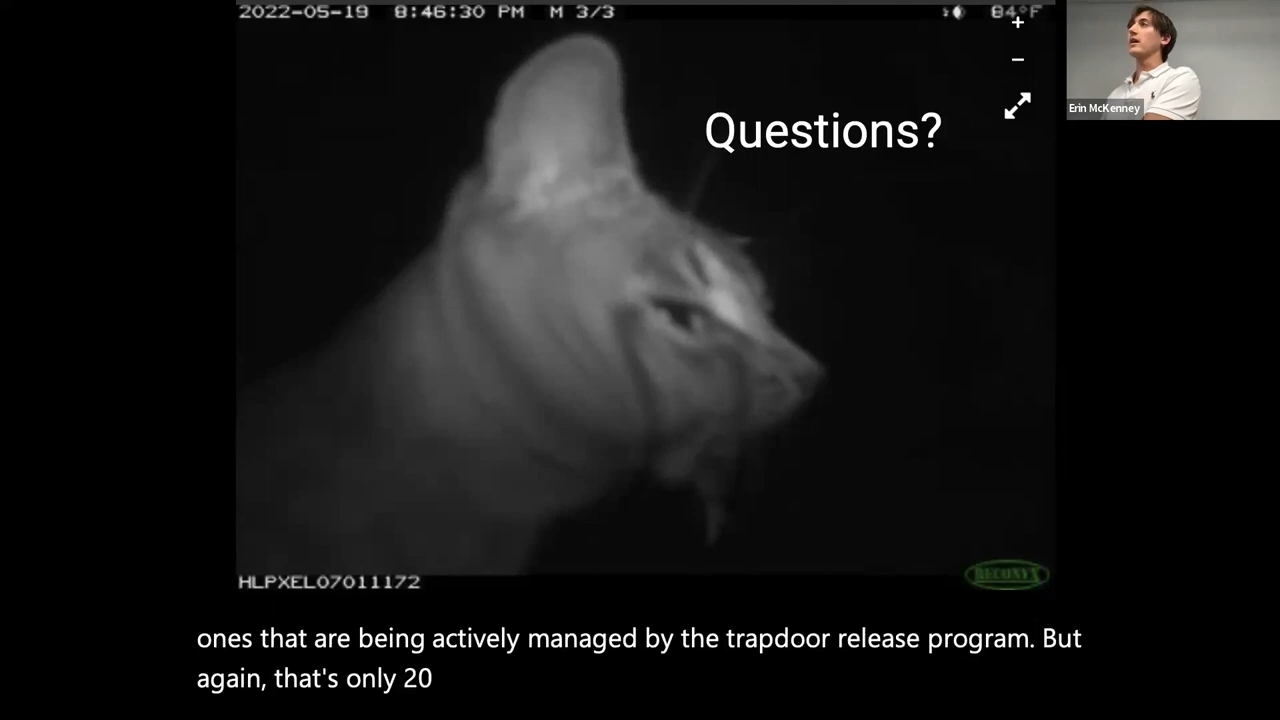 2022-05-19 8:46:30 PM M 3/3 84°F
+
−
Erin McKenney
Questions?
HLPXEL07011172
RECONYX
ones that are being actively managed by the trapdoor release program. But
again, that's only 20